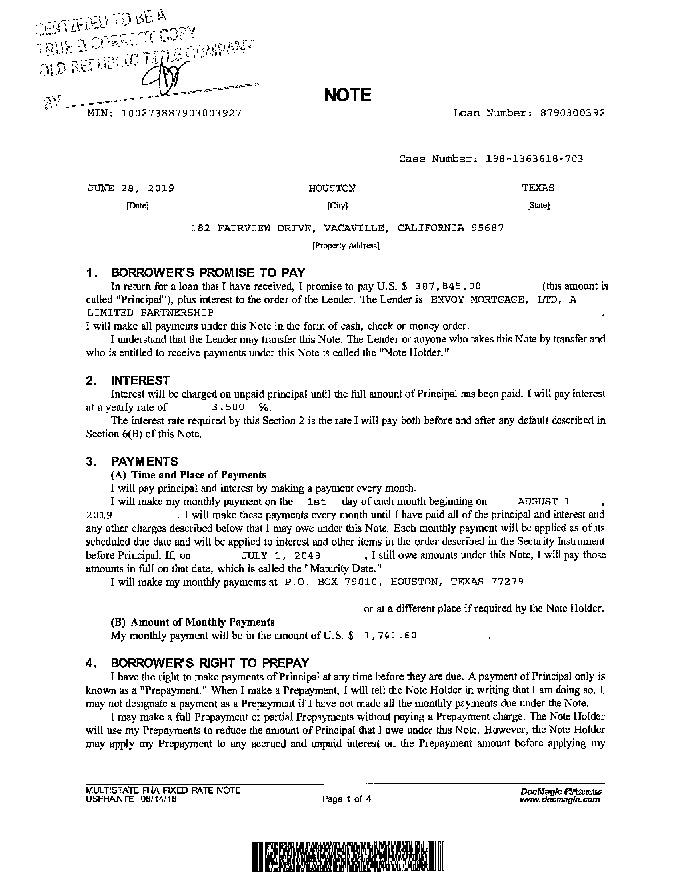 CERTIFIED TO BE A
TRUE & CORRECT COPY
OLD REPUBLIC TITLE COMPANY
BY
NOTE
MIN: 100273887903003927 Loan Number: 8790300392
Case Number: 198-1363618-703
JUNE 28, 2019 HOUSTON TEXAS
[Date] [City] [State]
182 FAIRVIEW DRIVE, VACAVILLE, CALIFORNIA 95687
[Property Address]
1. BORROWER'S PROMISE TO PAY
In return for a loan that I have received, I promise to pay U.S. $ 387,845.00 (this amount is
called "Principal"), plus interest to the order of the Lender. The Lender is ENVOY MORTGAGE, LTD, A
LIMITED PARTNERSHIP .
I will make all payments under this Note in the form of cash, check or money order.
I understand that the Lender may transfer this Note. The Lender or anyone who takes this Note by transfer and
who is entitled to receive payments under this Note is called the "Note Holder."
2. INTEREST
Interest will be charged on unpaid principal until the full amount of Principal has been paid. I will pay interest
at a yearly rate of 3.500 %.
The interest rate required by this Section 2 is the rate I will pay both before and after any default described in
Section 6(B) of this Note.
3. PAYMENTS
(A) Time and Place of Payments
I will pay principal and interest by making a payment every month.
I will make my monthly payment on the 1st day of each month beginning on AUGUST 1 ,
2019 . I will make these payments every month until I have paid all of the principal and interest and
any other charges described below that I may owe under this Note. Each monthly payment will be applied as of its
scheduled due date and will be applied to interest and other items in the order described in the Security Instrument
before Principal. If, on JULY 1, 2049 , I still owe amounts under this Note, I will pay those
amounts in full on that date, which is called the "Maturity Date."
I will make my monthly payments at P.O. BOX 79010, HOUSTON, TEXAS 77279
or at a different place if required by the Note Holder.
(B) Amount of Monthly Payments
My monthly payment will be in the amount of U.S. $ 1,741.60 .
4. BORROWER'S RIGHT TO PREPAY
I have the right to make payments of Principal at any time before they are due. A payment of Principal only is
known as a "Prepayment." When I make a Prepayment, I will tell the Note Holder in writing that I am doing so. I
may not designate a payment as a Prepayment if I have not made all the monthly payments due under the Note.
I may make a full Prepayment or partial Prepayments without paying a Prepayment charge. The Note Holder
will use my Prepayments to reduce the amount of Principal that I owe under this Note. However, the Note Holder
may apply my Prepayment to any accrued and unpaid interest on the Prepayment amount before applying my
MULTISTATE FHA FIXED RATE NOTE DocMagic
USFHA.NTE 06/14/18 Page 1 of 4 www.docmagic.com